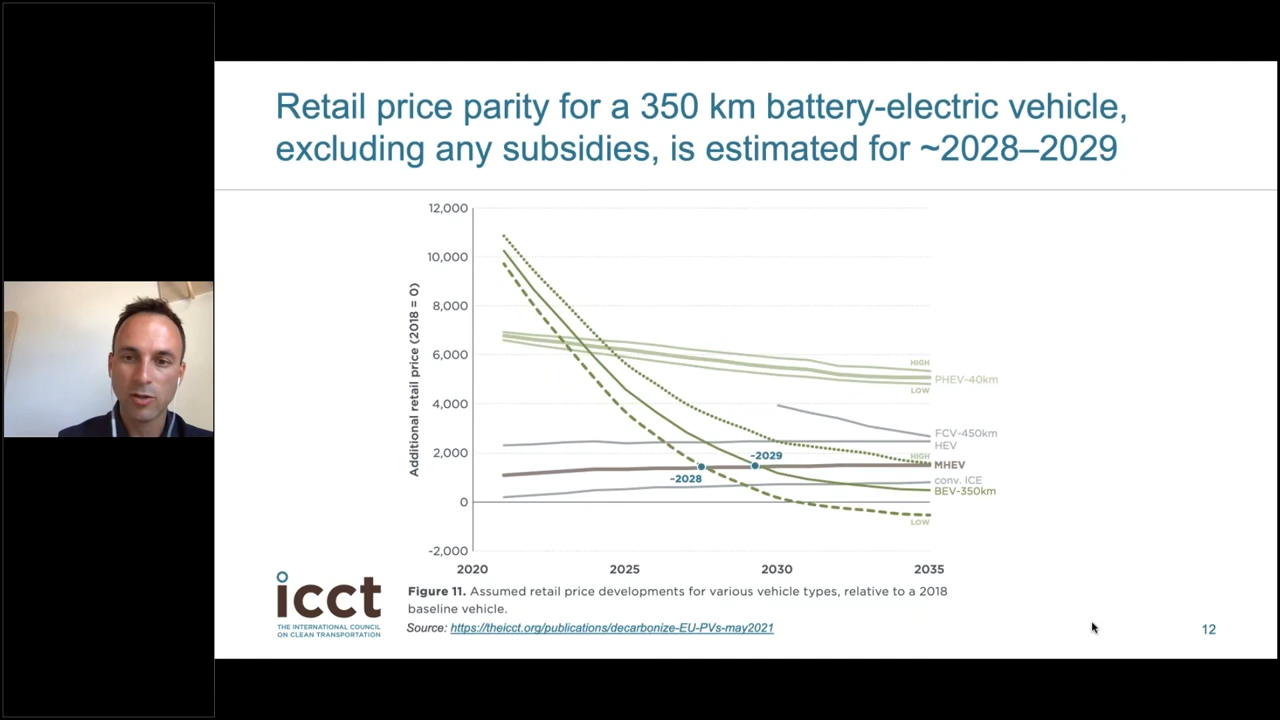 Retail price parity for a 350 km battery-electric vehicle,
excluding any subsidies, is estimated for ~2028–2029
Additional retail price (2018 = 0)
12,000
10,000
8,000
6,000
4,000
2,000
0
-2,000
2020
2025
2030
2035
HIGH
PHEV-40km
LOW
FCV-450km
HEV
HIGH
MHEV
conv. ICE
BEV-350km
LOW
~2029
~2028
icct
THE INTERNATIONAL COUNCIL
ON CLEAN TRANSPORTATION
Figure 11. Assumed retail price developments for various vehicle types, relative to a 2018
baseline vehicle.
Source: https://theicct.org/publications/decarbonize-EU-PVs-may2021
12